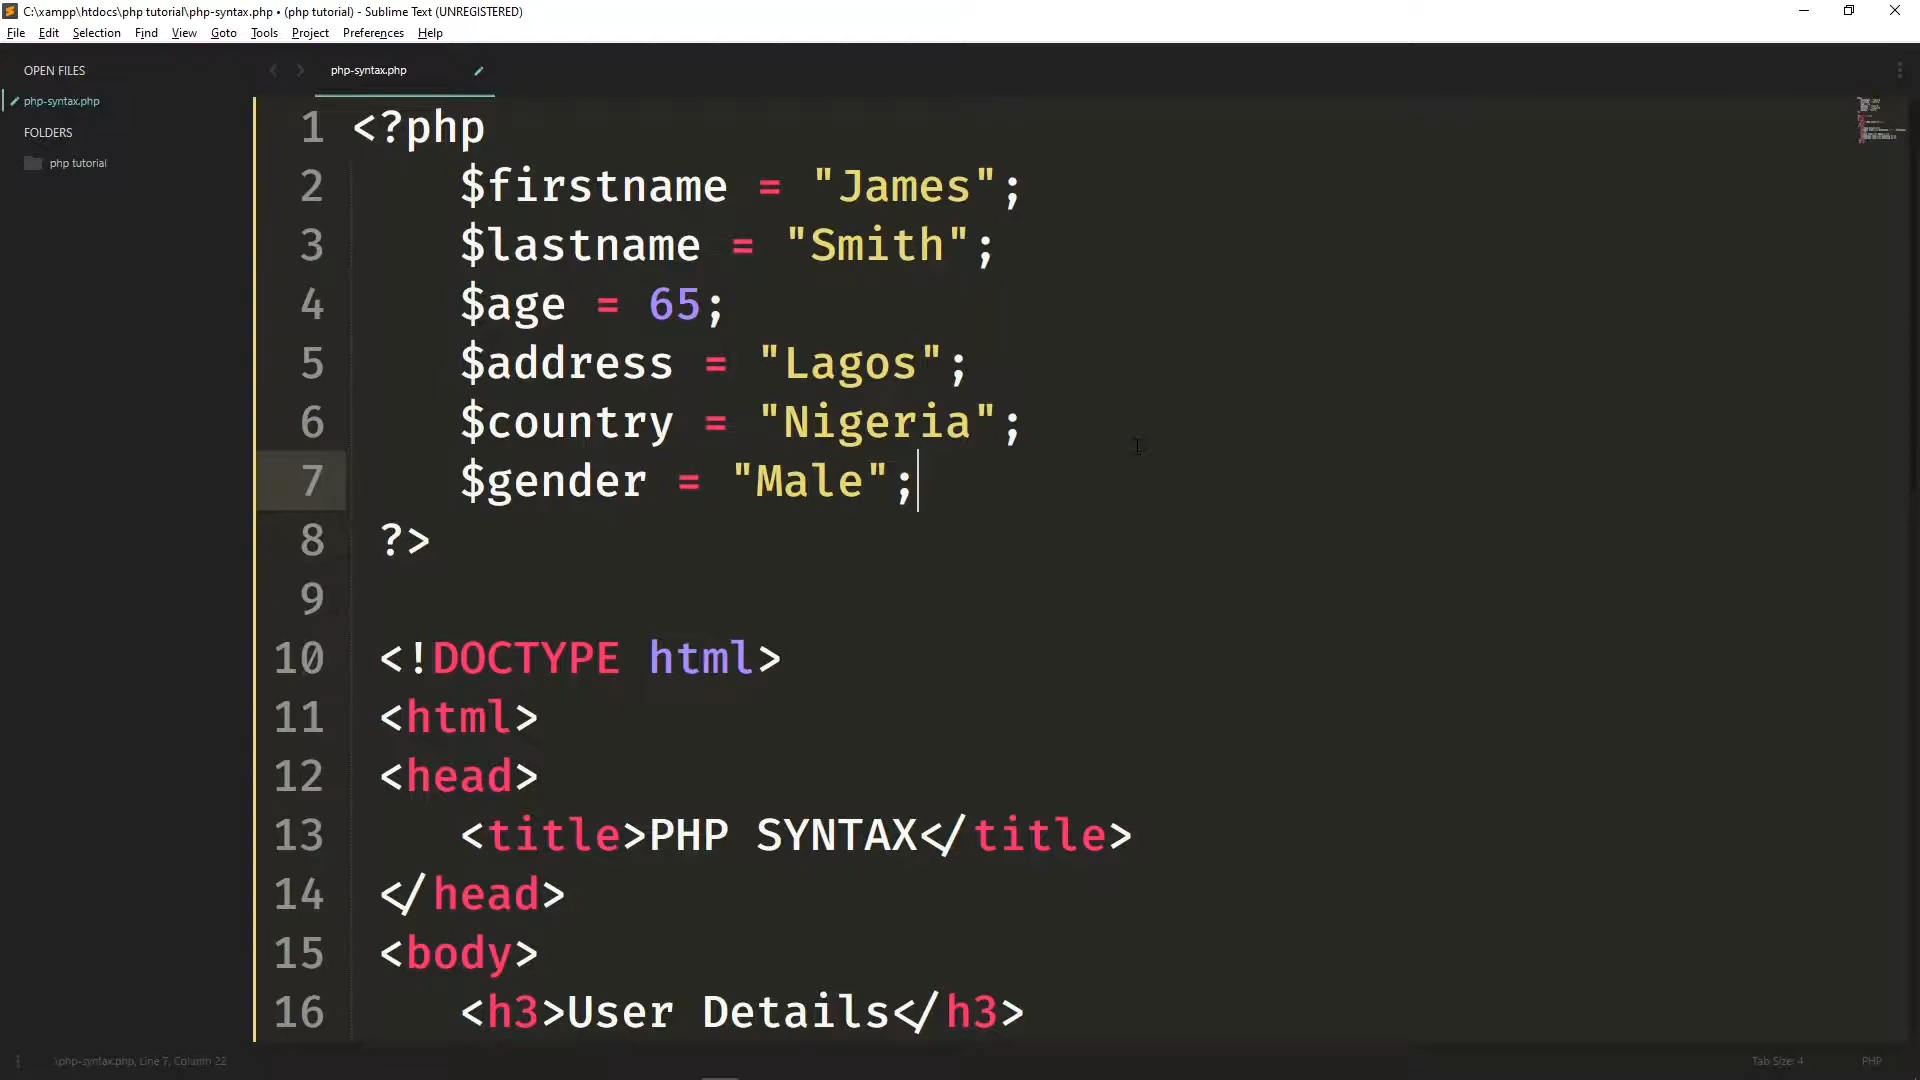 C:\xampp\htdocs\php tutorial\php-syntax.php • (php tutorial) - Sublime Text (UNREGISTERED)
File Edit Selection Find View Goto Tools Project Preferences Help
OPEN FILES
php-syntax.php
FOLDERS
php tutorial
php-syntax.php
1 <?php
2 $firstname = "James";
3 $lastname = "Smith";
4 $age = 65;
5 $address = "Lagos";
6 $country = "Nigeria";
7 $gender = "Male";
8 ?>
9
10 <!DOCTYPE html>
11 <html>
12 <head>
13 <title>PHP SYNTAX</title>
14 </head>
15 <body>
16 <h3>User Details</h3>
\php-syntax.php, Line 7, Column 22
Tab Size: 4
PHP